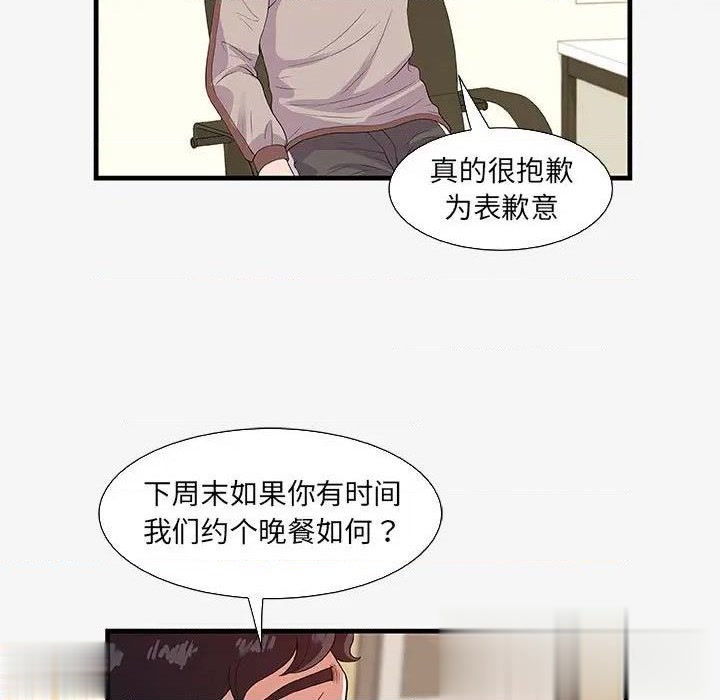 真的很抱歉
为表歉意
下周末如果你有时间
我们约个晚餐如何？